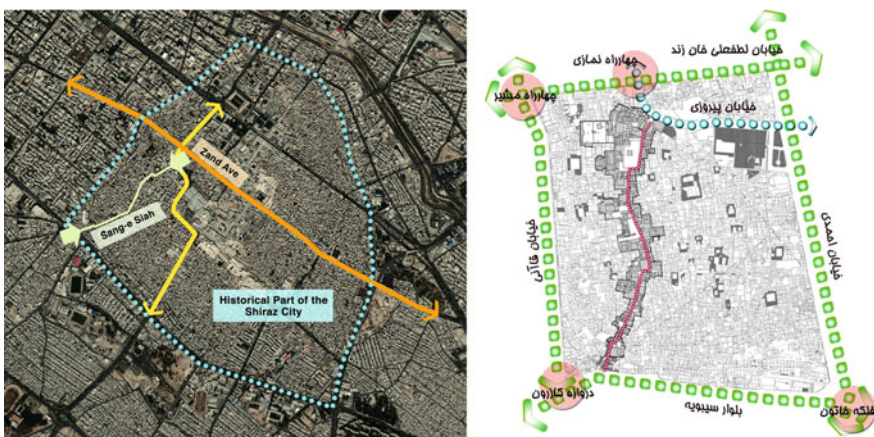 Zand Ave
Sang-e Siah
Historical Part of the
Shiraz City
خیابان لطفعلی خان زند
چهارراه نمازی
چهارراه مشیر
خیابان پیروزی
خیابان قاآنی
خیابان احمدی
دروازه کازرون
بلوار سیبویه
فلکه خاتون